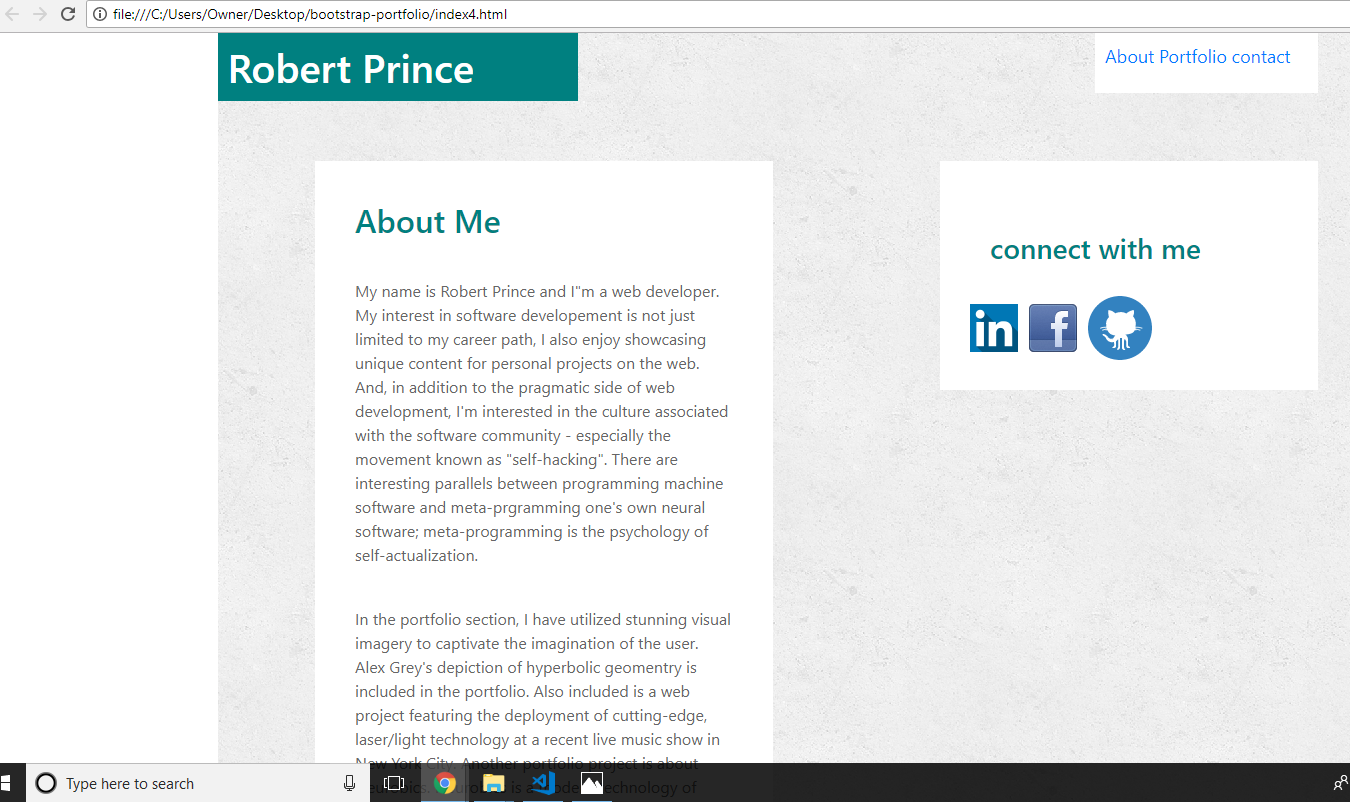 file:///C:/Users/Owner/Desktop/bootstrap-portfolio/index4.html
Robert Prince
About Portfolio contact
About Me
My name is Robert Prince and I"m a web developer.
My interest in software developement is not just
limited to my career path, I also enjoy showcasing
unique content for personal projects on the web.
And, in addition to the pragmatic side of web
development, I'm interested in the culture associated
with the software community - especially the
movement known as "self-hacking". There are
interesting parallels between programming machine
software and meta-prgramming one's own neural
software; meta-programming is the psychology of
self-actualization.
In the portfolio section, I have utilized stunning visual
imagery to captivate the imagination of the user.
Alex Grey's depiction of hyperbolic geomentry is
included in the portfolio. Also included is a web
project featuring the deployment of cutting-edge,
laser/light technology at a recent live music show in
New York City. Another portfolio project is about
is a technology of
connect with me
in f
Type here to search